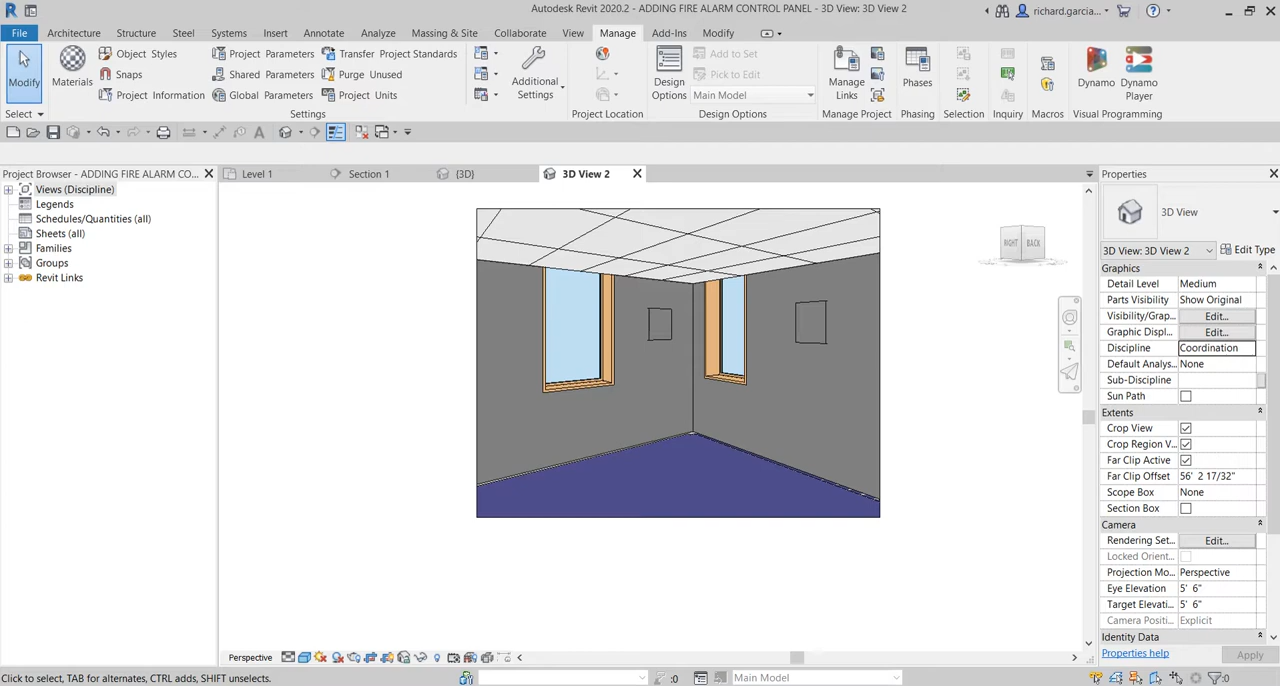 Autodesk Revit 2020.2 - ADDING FIRE ALARM CONTROL PANEL - 3D View: 3D View 2
richard.garcia...
File Architecture Structure Steel Systems Insert Annotate Analyze Massing & Site Collaborate View Manage Add-Ins Modify
Object Styles Project Parameters Transfer Project Standards Add to Set
Snaps Shared Parameters Purge Unused Pick to Edit
Modify Materials Project Information Global Parameters Project Units Additional Settings Design Options Main Model Manage Links Phases Dynamo Dynamo Player
Select Settings Project Location Design Options Manage Project Phasing Selection Inquiry Macros Visual Programming
Project Browser - ADDING FIRE ALARM CO...
Level 1 Section 1 {3D} 3D View 2
Properties
Views (Discipline)
Legends
Schedules/Quantities (all)
Sheets (all)
Families
Groups
Revit Links
RIGHT BACK
3D View
3D View: 3D View 2 Edit Type
Graphics
Detail Level Medium
Parts Visibility Show Original
Visibility/Grap... Edit...
Graphic Displ... Edit...
Discipline Coordination
Default Analys... None
Sub-Discipline
Sun Path
Extents
Crop View
Crop Region V...
Far Clip Active
Far Clip Offset 56' 2 17/32"
Scope Box None
Section Box
Camera
Rendering Set... Edit...
Locked Orient...
Projection Mo... Perspective
Eye Elevation 5' 6"
Target Elevati... 5' 6"
Camera Positi... Explicit
Identity Data
Properties help Apply
Perspective
Click to select, TAB for alternates, CTRL adds, SHIFT unselects.
:0 Main Model :0